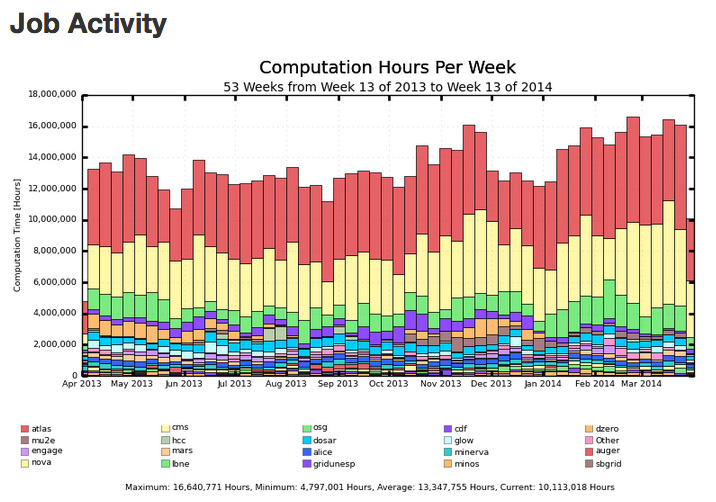 Job Activity
Computation Hours Per Week
53 Weeks from Week 13 of 2013 to Week 13 of 2014
18,000,000
16,000,000
14,000,000
12,000,000
10,000,000
8,000,000
6,000,000
4,000,000
2,000,000
0
Computation Time [Hours]
Apr 2013 May 2013 Jun 2013 Jul 2013 Aug 2013 Sep 2013 Oct 2013 Nov 2013 Dec 2013 Jan 2014 Feb 2014 Mar 2014
atlas cms osg cdf dzero
mu2e hcc dosar glow Other
engage mars alice minerva auger
nova bne gridunesp minos sbgrid
Maximum: 16,640,771 Hours, Minimum: 4,797,001 Hours, Average: 13,347,755 Hours, Current: 10,113,018 Hours